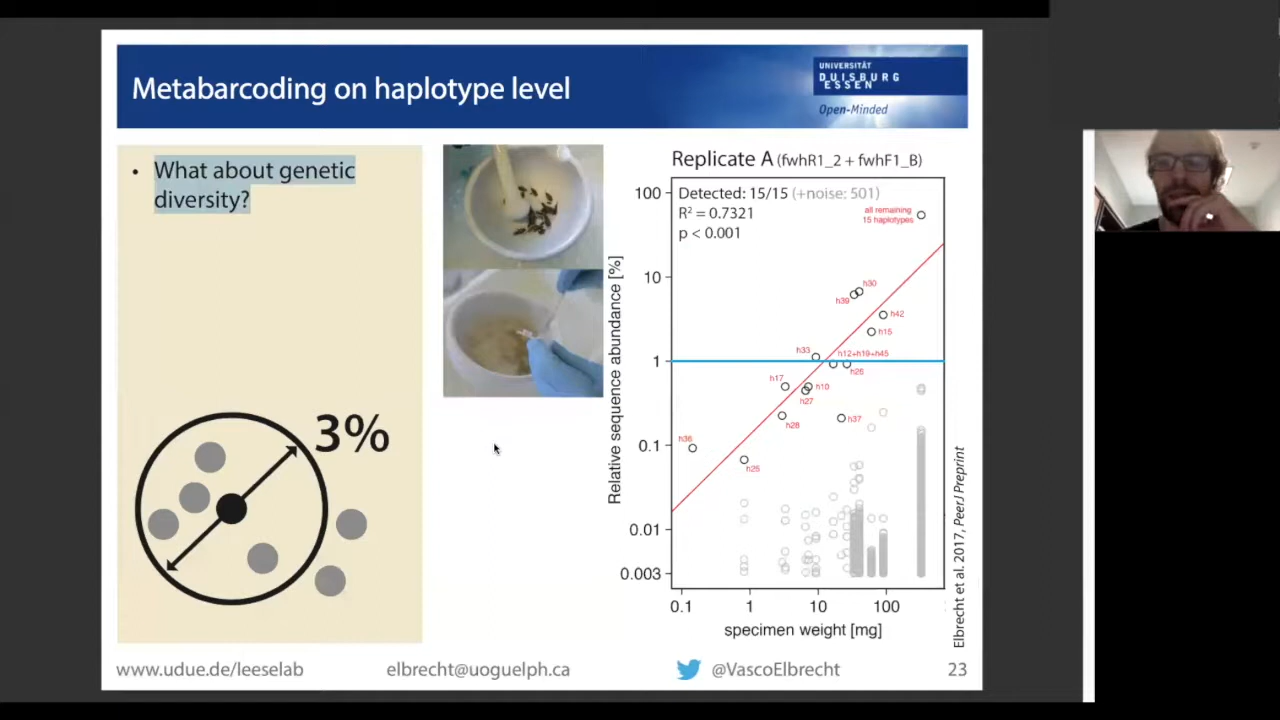 Metabarcoding on haplotype level
UNIVERSITÄT
DUISBURG
ESSEN
Open-Minded
• What about genetic
diversity?
3%
Replicate A (fwhR1_2 + fwhF1_B)
Detected: 15/15 (+noise: 501)
R² = 0.7321
p < 0.001
all remaining
15 haplotypes
h30
h39
h42
h15
h33
h12+h19+h45
h26
h17
h10
h27
h28
h37
h36
h25
Relative sequence abundance [%]
100
10
1
0.1
0.01
0.003
0.1 1 10 100
specimen weight [mg]
Elbrecht et al. 2017, PeerJ Preprint
www.udue.de/leeselab elbrecht@uoguelph.ca @VascoElbrecht 23